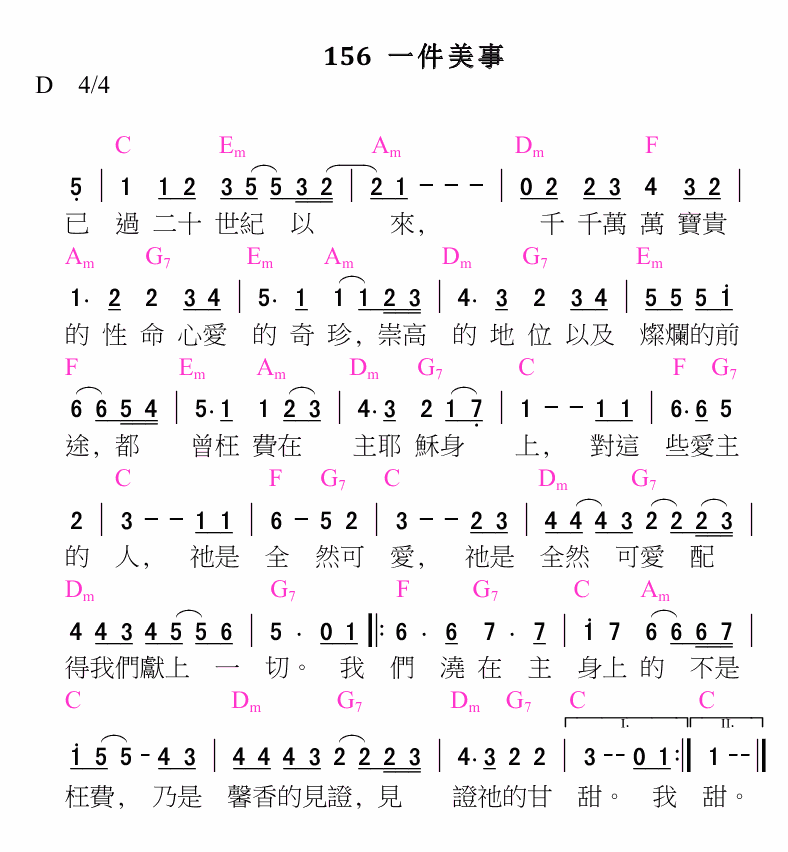 156 一件美事
D 4/4
C Em Am Dm F
5 | 1 1 2 3 5 5 3 2 | 2 1 - - - | 0 2 2 3 4 3 2 |
已 過 二十 世紀 以 來, 千 千萬 萬 寶貴
Am G7 Em Am Dm G7 Em
1. 2 2 3 4 | 5. 1 1 1 2 3 | 4. 3 2 3 4 | 5 5 5 1
的 性 命 心愛 的 奇 珍, 崇高 的 地 位 以及 燦爛的前
F Em Am Dm G7 C F G7
6 6 5 4 | 5. 1 1 2 3 | 4. 3 2 1 7 | 1 - - 1 1 | 6. 6 5
途, 都 曾枉 費在 主耶 穌身 上, 對這 些愛主
C F G7 C Dm G7
2 | 3 - - 1 1 | 6 - 5 2 | 3 - - 2 3 | 4 4 4 3 2 2 2 3 |
的 人, 祂是 全 然可 愛, 祂是 全然 可愛 配
Dm G7 F G7 C Am
4 4 3 4 5 5 6 | 5 . 0 1 ‖: 6 . 6 7 . 7 | 1 7 6 6 6 7 |
得我們獻上 一 切。 我 們 澆 在 主 身上 的 不是
C Dm G7 Dm G7 C C
I. II.
1 5 5 - 4 3 | 4 4 4 3 2 2 2 3 | 4. 3 2 2 | 3 - - 0 1 :‖ 1 - - ‖
枉費, 乃是 馨香的見證, 見 證祂的甘 甜。 我 甜。